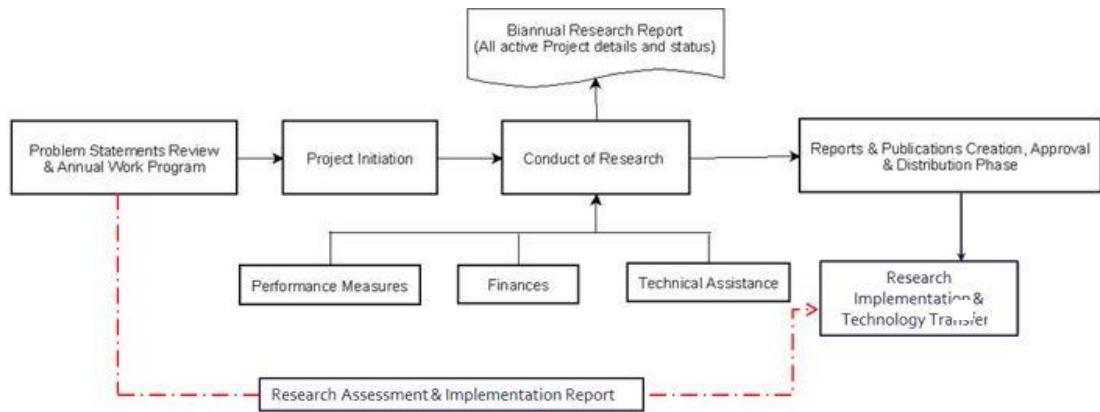 Biannual Research Report
(All active Project details and status)
Problem Statements Review
& Annual Work Program
Project Initiation
Conduct of Research
Reports & Publications Creation, Approval
& Distribution Phase
Performance Measures
Finances
Technical Assistance
Research
Implementation &
Technology Transfer
Research Assessment & Implementation Report